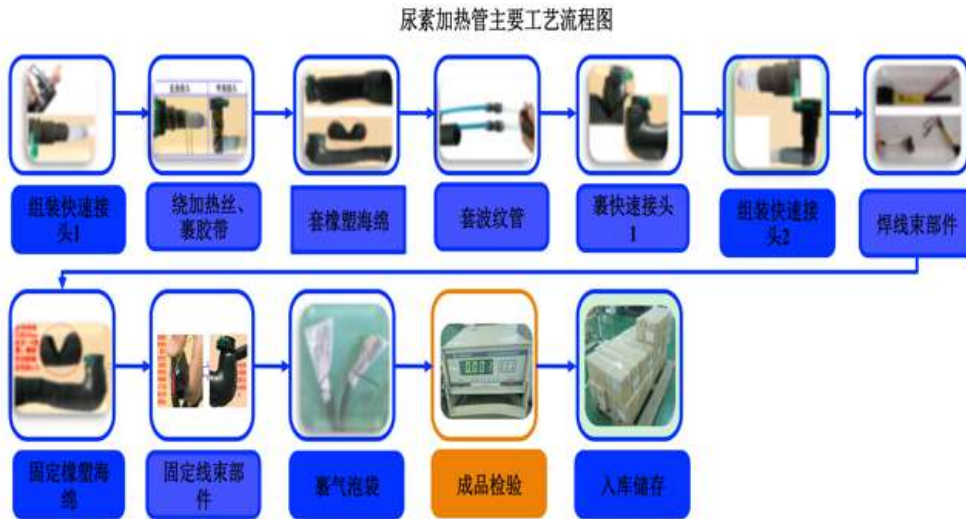 尿素加热管主要工艺流程图
组装快速接
头1
绕加热丝、
裹胶带
套橡塑海绵
套波纹管
裹快速接头
1
组装快速接
头2
焊线束部件
固定橡塑海
绵
固定线束部
件
裹气泡袋
成品检验
入库储存
0.001